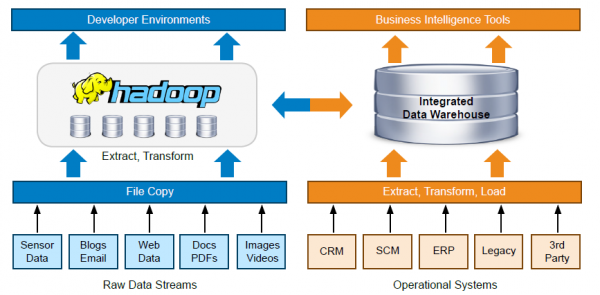 Developer Environments
Business Intelligence Tools
hadoop
Integrated
Data Warehouse
Extract, Transform
File Copy
Extract, Transform, Load
Sensor
Data
Blogs
Email
Web
Data
Docs
PDFs
Images
Videos
CRM
SCM
ERP
Legacy
3rd
Party
Raw Data Streams
Operational Systems